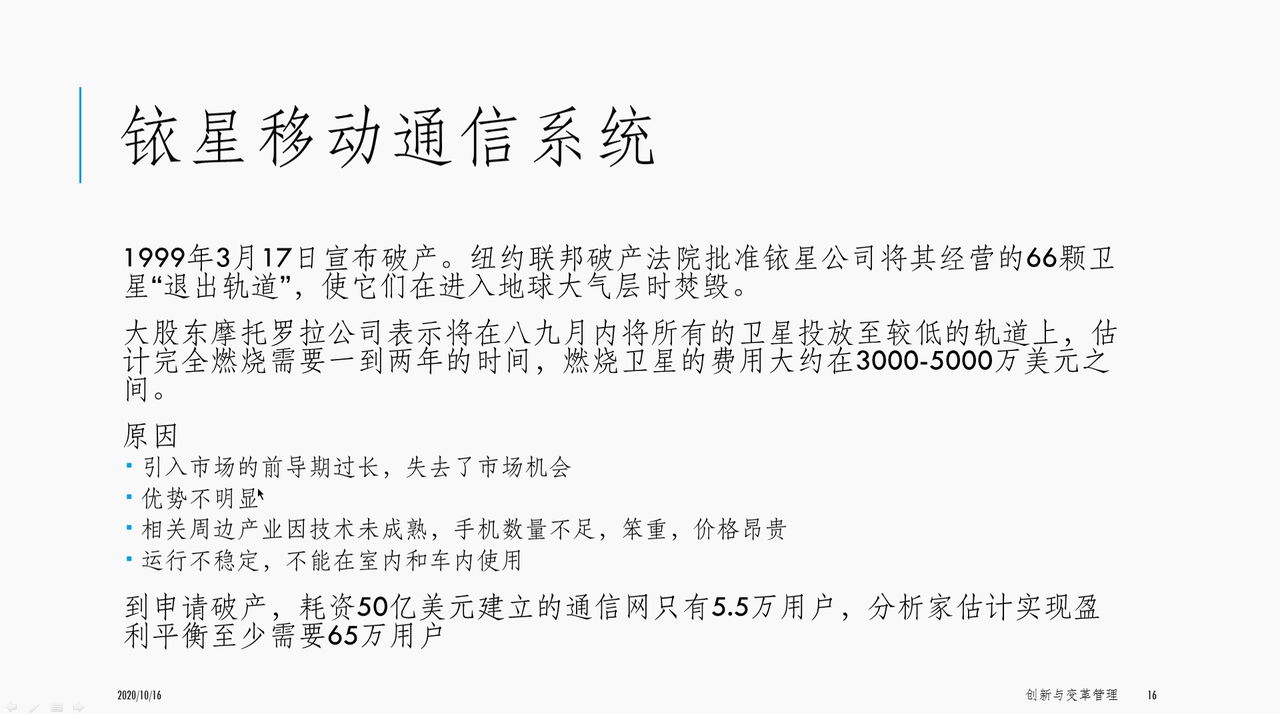 铱星移动通信系统
1999年3月17日宣布破产。纽约联邦破产法院批准铱星公司将其经营的66颗卫
星“退出轨道”，使它们在进入地球大气层时焚毁。
大股东摩托罗拉公司表示将在八九月内将所有的卫星投放至较低的轨道上，估
计完全燃烧需要一到两年的时间，燃烧卫星的费用大约在3000-5000万美元之
间。
原因
▪ 引入市场的前导期过长，失去了市场机会
▪ 优势不明显
▪ 相关周边产业因技术未成熟，手机数量不足，笨重，价格昂贵
▪ 运行不稳定，不能在室内和车内使用
到申请破产，耗资50亿美元建立的通信网只有5.5万用户，分析家估计实现盈
利平衡至少需要65万用户
2020/10/16 创新与变革管理 16